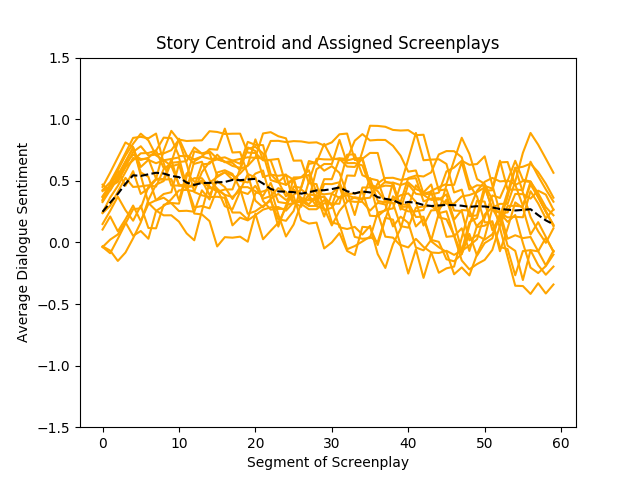 Story Centroid and Assigned Screenplays
1.5
1.0
0.5
0.0
−0.5
−1.0
−1.5
Average Dialogue Sentiment
0 10 20 30 40 50 60
Segment of Screenplay